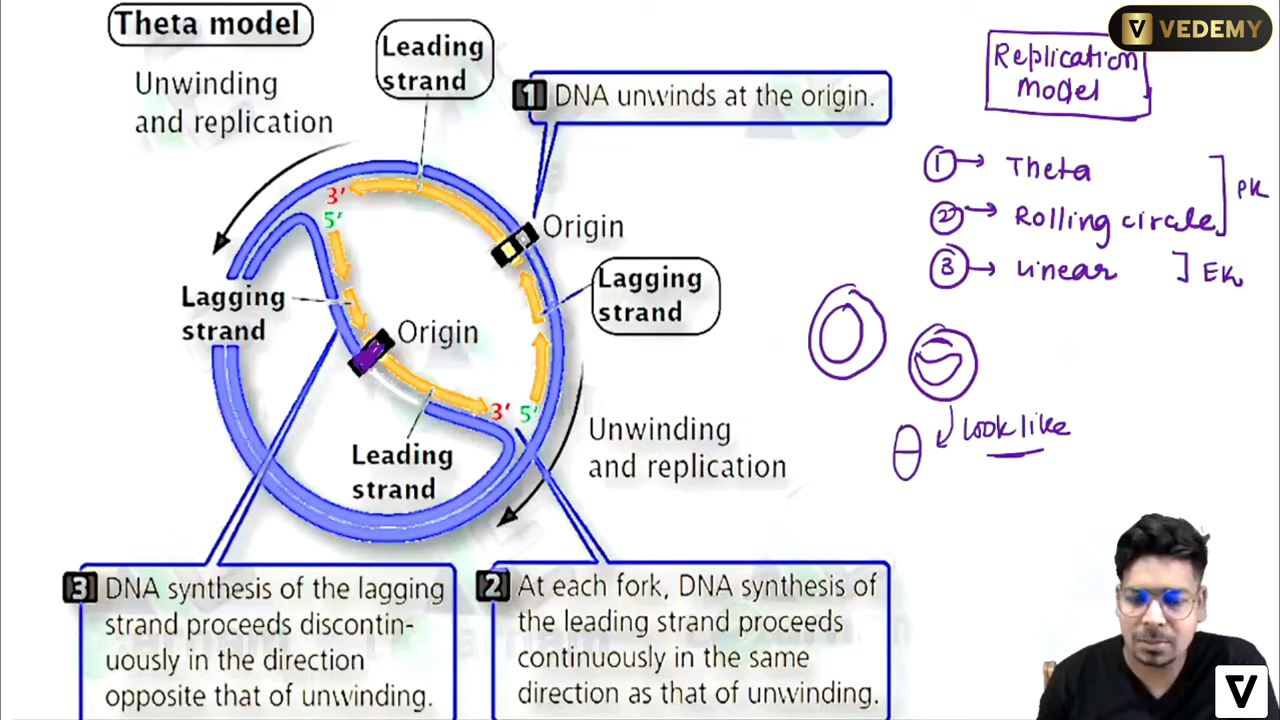 Theta model
Unwinding
and replication
Leading
strand
1 DNA unwinds at the origin.
3'
5'
Origin
Lagging
strand
Lagging
strand
Origin
3' 5'
Unwinding
and replication
Leading
strand
3 DNA synthesis of the lagging
strand proceeds discontin-
uously in the direction
opposite that of unwinding.
2 At each fork, DNA synthesis of
the leading strand proceeds
continuously in the same
direction as that of unwinding.
V VEDEMY
Replication
Model
1 → Theta
2 → Rolling circle
PK
3 → Linear ] EK
look like
V